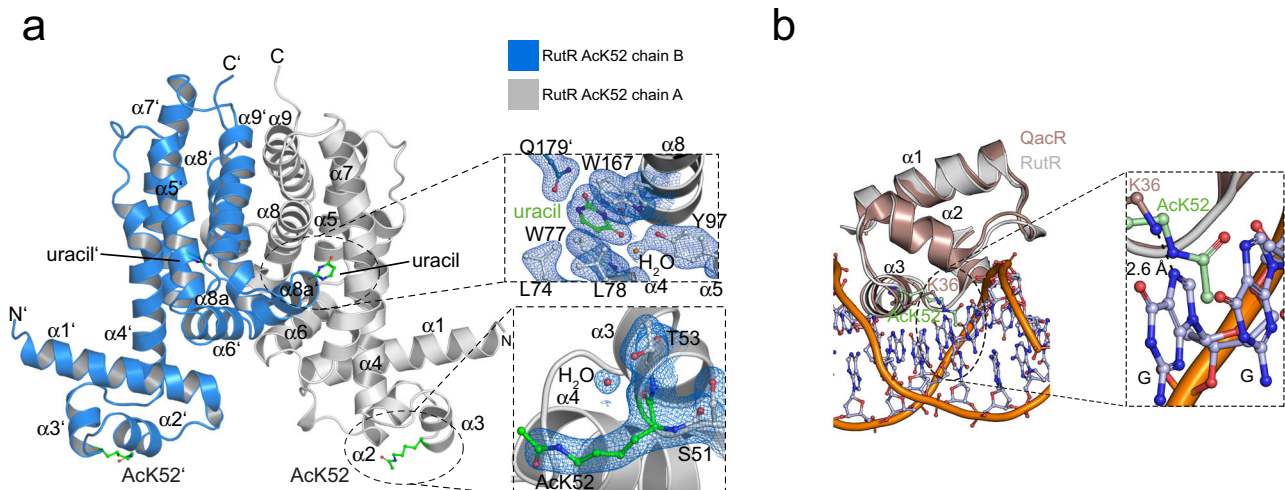 a
RutR AcK52 chain B
RutR AcK52 chain A
C‘
C
α7‘
α9‘
α9
α8‘
α7
α5‘
α8
α5
uracil‘
uracil
α8a
α8a‘
N‘
α1‘
α4‘
α6‘
α6
α1
N
α4
α3‘
α2‘
α2
α3
AcK52‘
AcK52
Q179‘
W167
α8
uracil
Y97
W77
H2O
L74
L78
α4
α5
α3
T53
H2O
α4
S51
AcK52
b
QacR
RutR
α1
α2
α3
K36
AcK52
K36
AcK52
2.6 Å
G
G